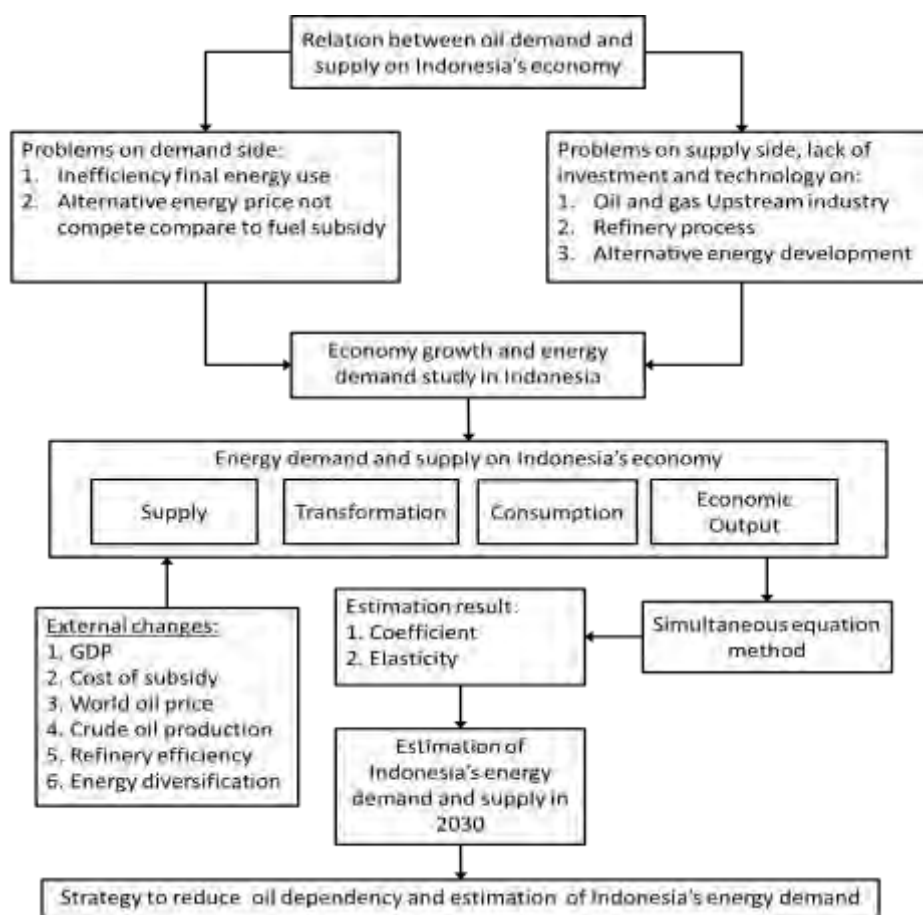 Relation between oil demand and
supply on Indonesia's economy
Problems on demand side:
1. Inefficiency final energy use
2. Alternative energy price not
compete compare to fuel subsidy
Problems on supply side, lack of
investment and technology on:
1. Oil and gas Upstream industry
2. Refinery process
3. Alternative energy development
Economy growth and energy
demand study in Indonesia
Energy demand and supply on Indonesia's economy
Supply
Transformation
Consumption
Economic
Output
External changes:
1. GDP
2. Cost of subsidy
3. World oil price
4. Crude oil production
5. Refinery efficiency
6. Energy diversification
Estimation result:
1. Coefficient
2. Elasticity
Simultaneous equation
method
Estimation of
Indonesia's energy
demand and supply in
2030
Strategy to reduce oil dependency and estimation of Indonesia's energy demand